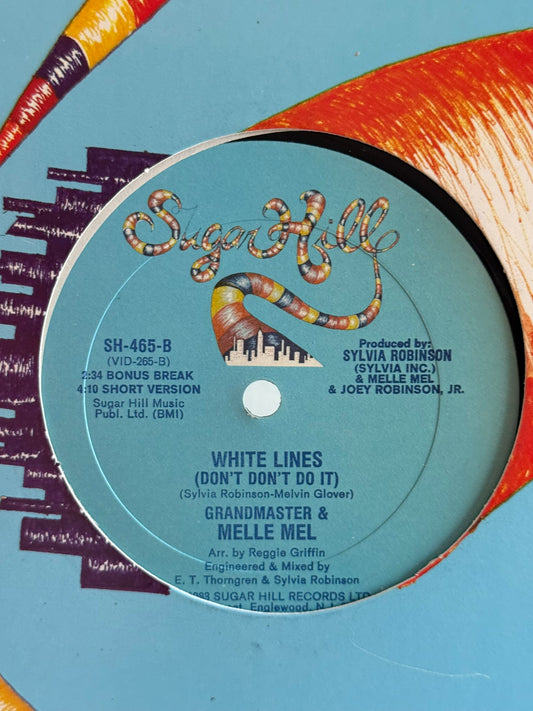 Sugar Hill
SH-465-B
(VID-265-B)
2:34 BONUS BREAK
4:10 SHORT VERSION
Sugar Hill Music
Publ. Ltd. (BMI)
Produced by:
SYLVIA ROBINSON
(SYLVIA INC.)
& MELLE MEL
& JOEY ROBINSON, JR.
WHITE LINES
(DON'T DON'T DO IT)
(Sylvia Robinson-Melvin Glover)
GRANDMASTER &
MELLE MEL
Arr. by Reggie Griffin
Engineered & Mixed by
E. T. Thorngren & Sylvia Robinson
SUGAR HILL RECORDS LTD
Englewood, N.J.